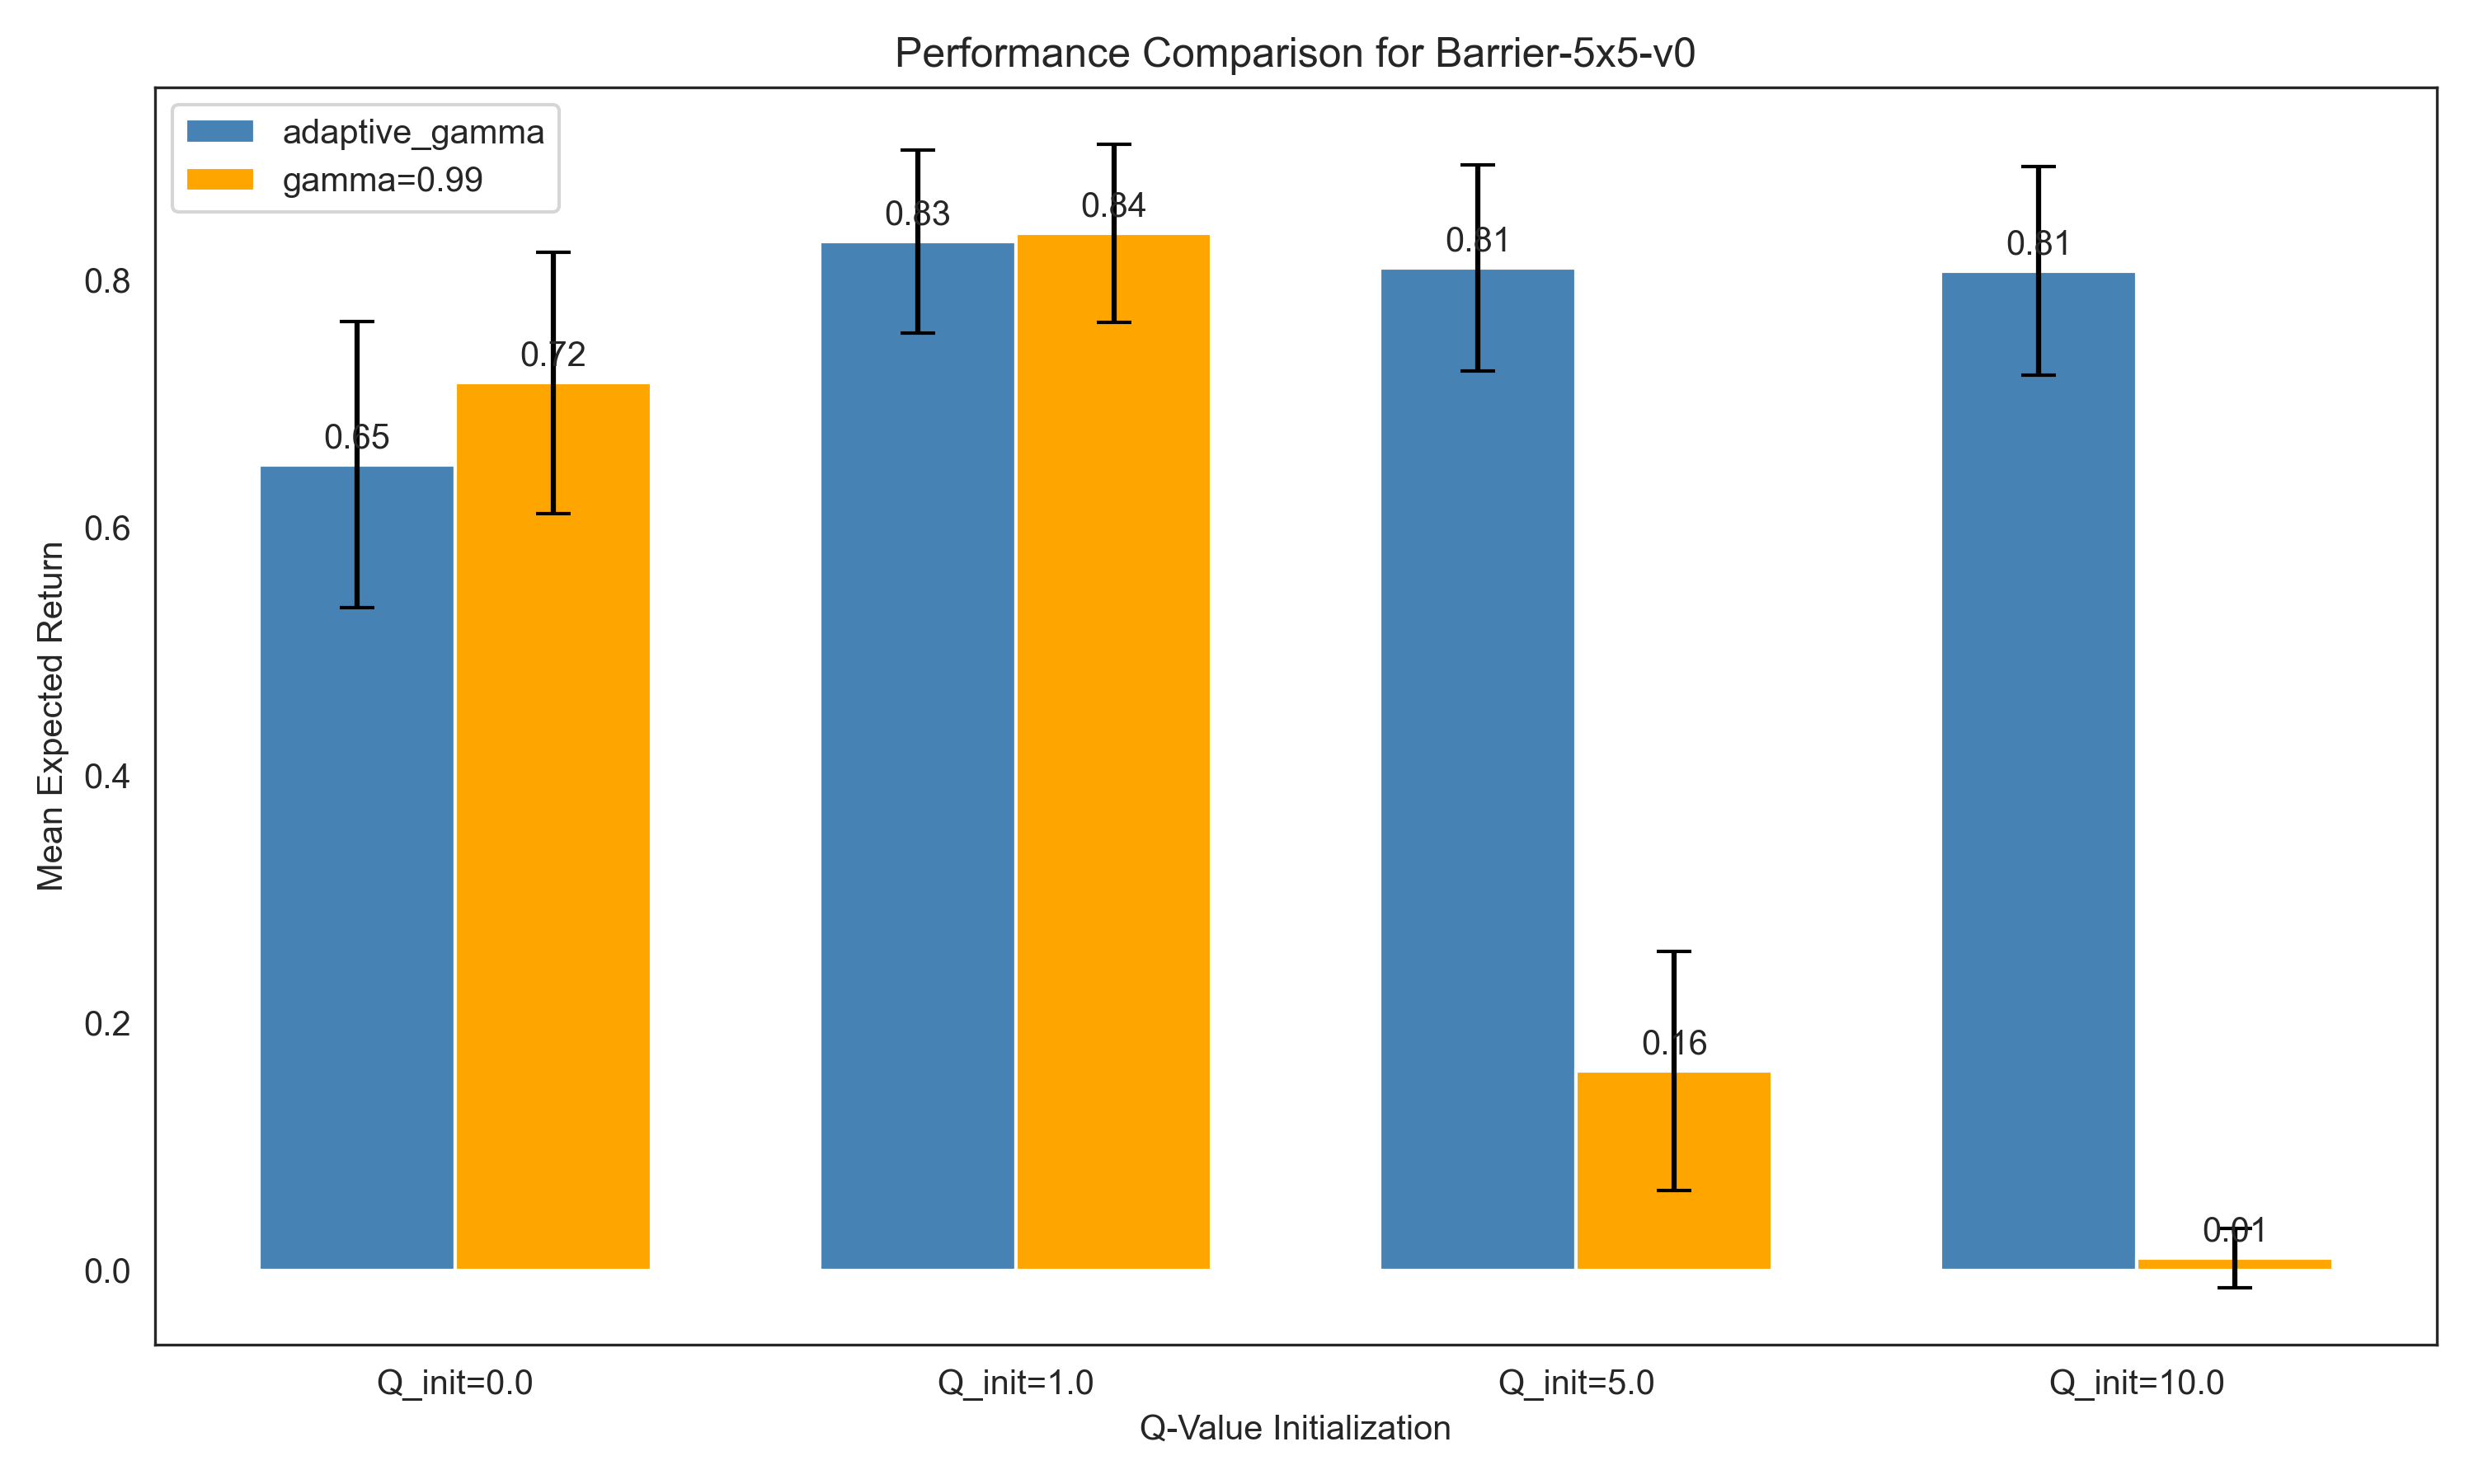 Performance Comparison for Barrier-5x5-v0
adaptive_gamma
gamma=0.99
Mean Expected Return
0.8
0.6
0.4
0.2
0.0
0.65
0.72
0.83
0.84
0.81
0.16
0.81
0.01
Q_init=0.0
Q_init=1.0
Q_init=5.0
Q_init=10.0
Q-Value Initialization